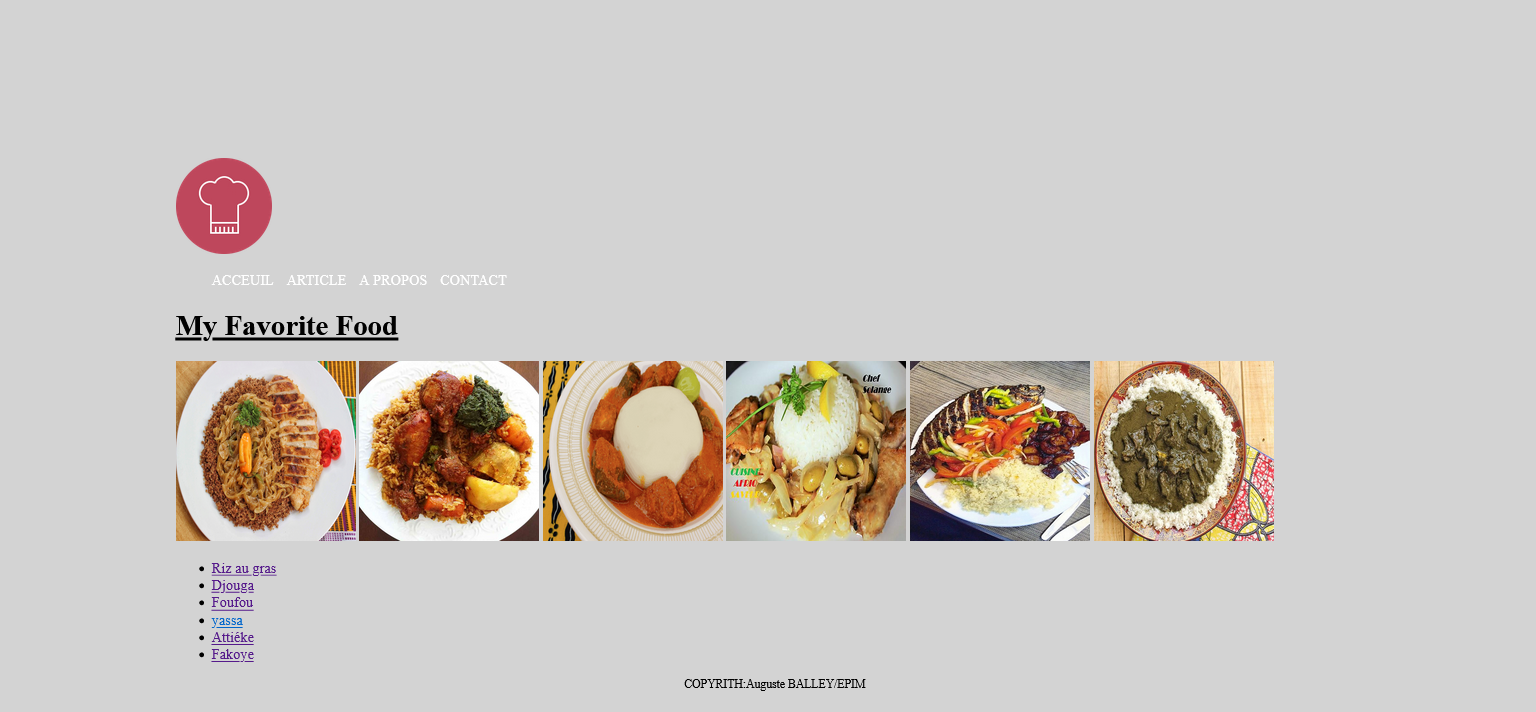 ACCEUIL ARTICLE A PROPOS CONTACT
My Favorite Food
Chef
Solange
CUISINE
AFRIC
Riz au gras
Djouga
Foufou
yassa
Attiéke
Fakoye
COPYRITH:Auguste BALLEY/EPIM